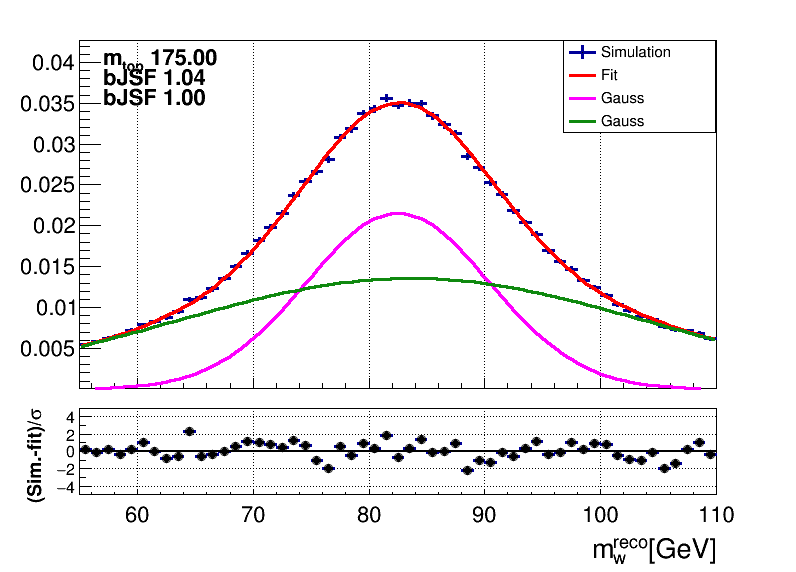 m_top 175.00
bJSF 1.04
bJSF 1.00
Simulation
Fit
Gauss
Gauss
0.04
0.035
0.03
0.025
0.02
0.015
0.01
0.005
(Sim.-fit)/σ
4
2
0
−2
−4
60 70 80 90 100 110
m_w^reco[GeV]